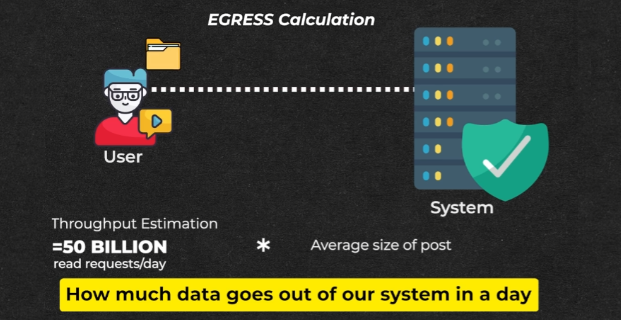 EGRESS Calculation
User
System
Throughput Estimation
=50 BILLION * Average size of post
read requests/day
How much data goes out of our system in a day